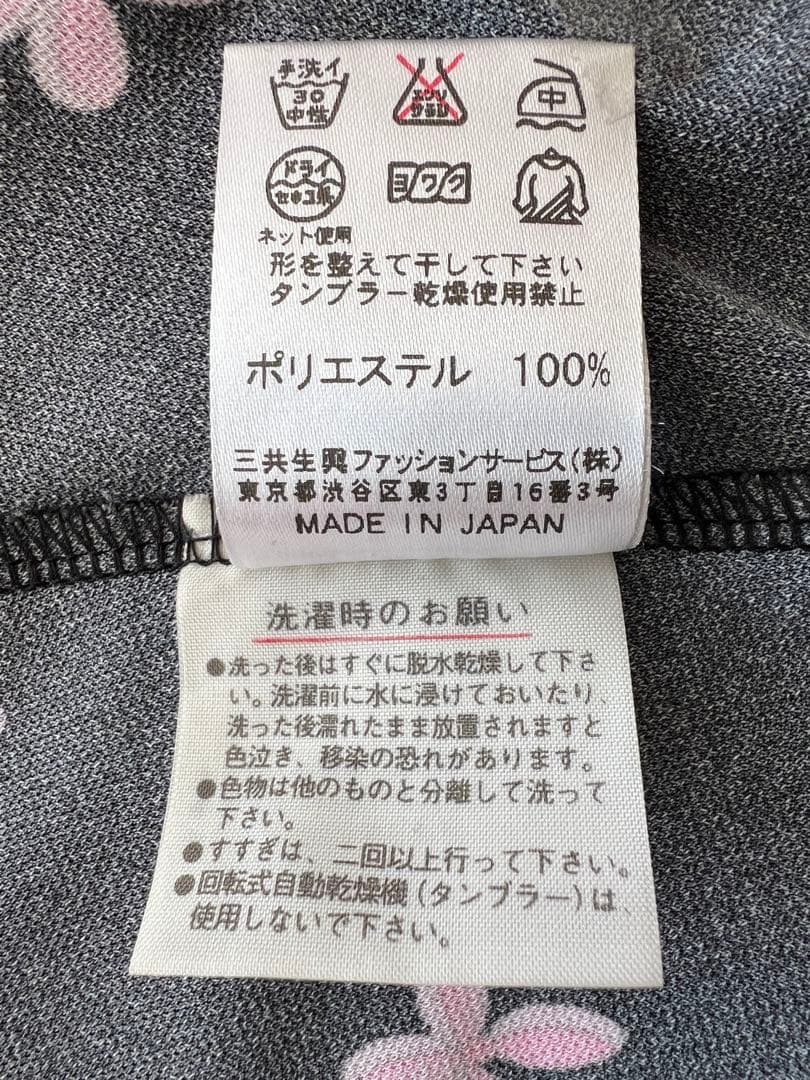 手洗イ
30
中性
エンソ
サラシ
中
ドライ
セキユ系
ヨワク
ネット使用
形を整えて干して下さい
タンブラー乾燥使用禁止
ポリエステル 100%
三共生興ファッションサービス(株)
東京都渋谷区東3丁目16番3号
MADE IN JAPAN
洗濯時のお願い
●洗った後はすぐに脱水乾燥して下さ
い。洗濯前に水に浸けておいたり、
洗った後濡れたまま放置されますと
色泣き、移染の恐れがあります。
●色物は他のものと分離して洗って
下さい。
●すすぎは、二回以上行って下さい。
●回転式自動乾燥機(タンブラー)は、
使用しないで下さい。